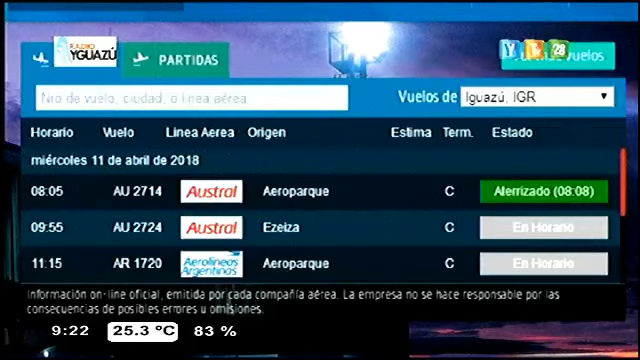 RADIO
YGUAZÚ
PARTIDAS
Vuelos
Nro de vuelo, ciudad, o línea aérea
Vuelos de Iguazú, IGR
Horario Vuelo Línea Aerea Origen Estima Term. Estado
miércoles 11 de abril de 2018
08:05 AU 2714 Austral Aeroparque C Aterrizado (08:08)
09:55 AU 2724 Austral Ezeiza C En Horario
11:15 AR 1720 Aerolíneas Argentinas Aeroparque C En Horario
Información on-line oficial, emitida por cada compañía aérea. La empresa no se hace responsable por las
consecuencias de posibles errores u omisiones.
9:22 25.3 ºC 83 %